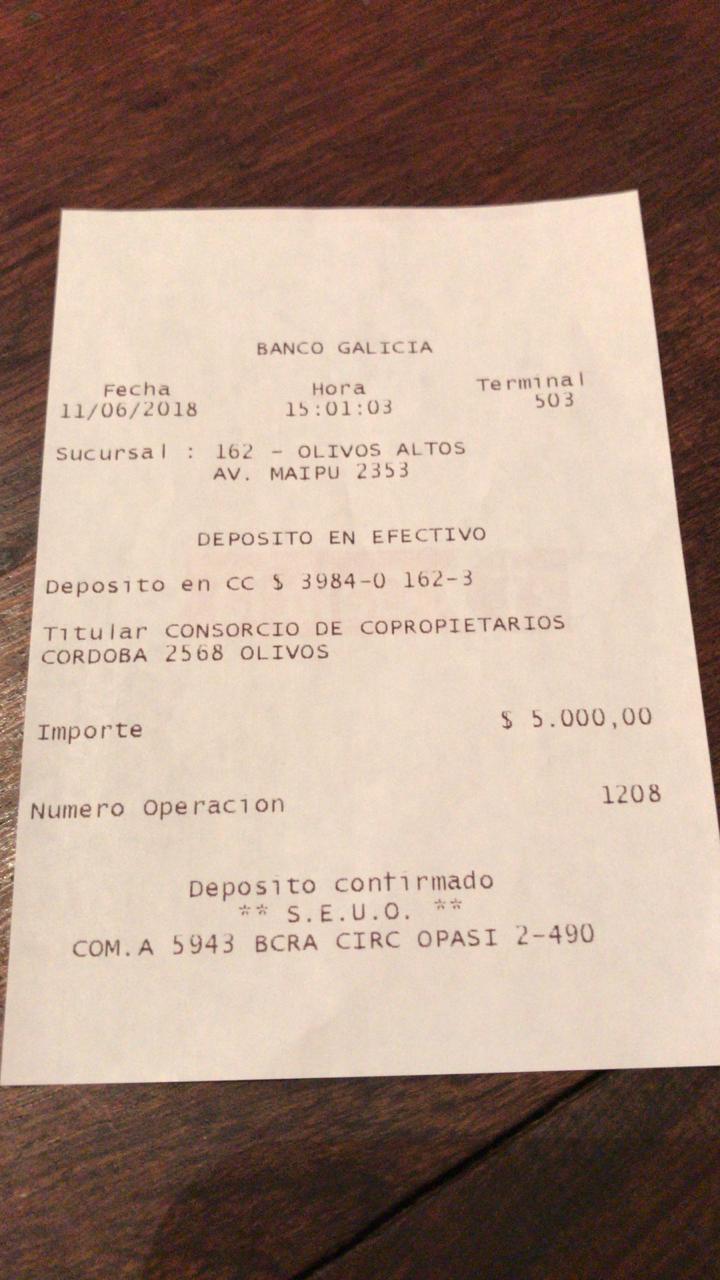 BANCO GALICIA
Fecha Hora Terminal
11/06/2018 15:01:03 503
Sucursal : 162 - OLIVOS ALTOS
AV. MAIPU 2353
DEPOSITO EN EFECTIVO
Deposito en CC $ 3984-0 162-3
Titular CONSORCIO DE COPROPIETARIOS
CORDOBA 2568 OLIVOS
Importe $ 5.000,00
Numero Operacion 1208
Deposito confirmado
** S.E.U.O. **
COM.A 5943 BCRA CIRC OPASI 2-490